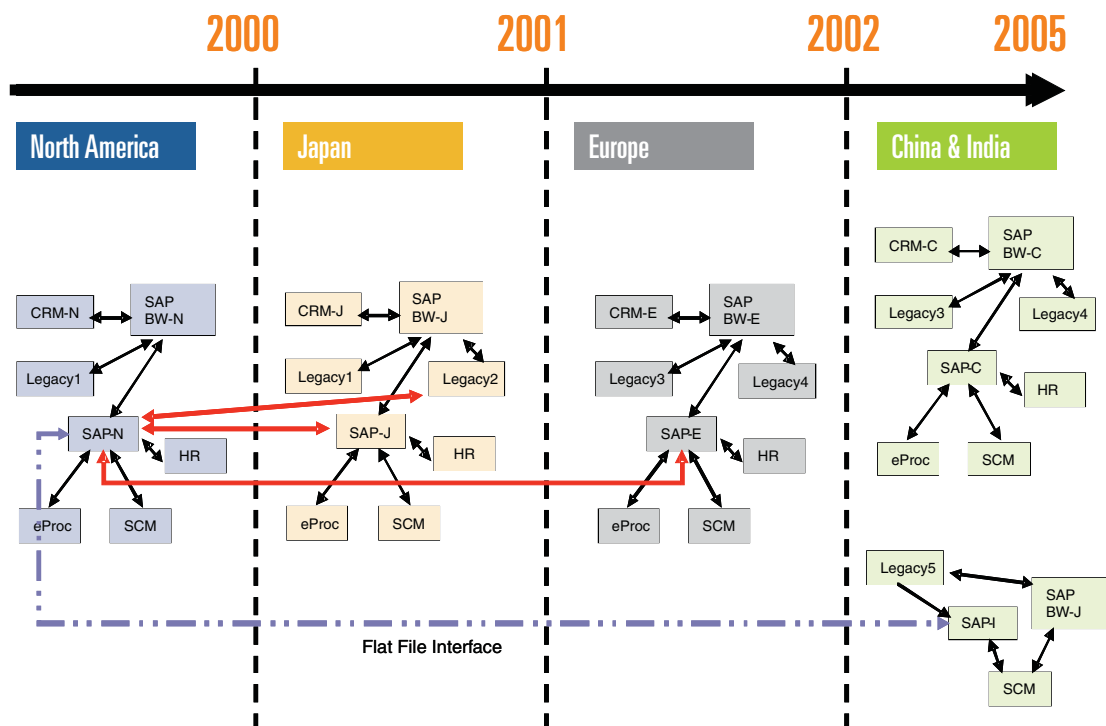 2000
2001
2002
2005
North America
Japan
Europe
China & India
CRM-N
SAP
BW-N
Legacy1
SAP-N
HR
eProc
SCM
CRM-J
SAP
BW-J
Legacy1
Legacy2
SAP-J
HR
eProc
SCM
CRM-E
SAP
BW-E
Legacy3
Legacy4
SAP-E
HR
eProc
SCM
CRM-C
SAP
BW-C
Legacy3
Legacy4
SAP-C
HR
eProc
SCM
Legacy5
SAP
BW-J
SAP-I
SCM
Flat File Interface